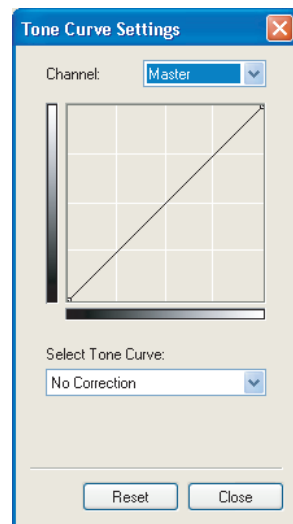 Tone Curve Settings
Channel: Master
Select Tone Curve:
No Correction
Reset Close